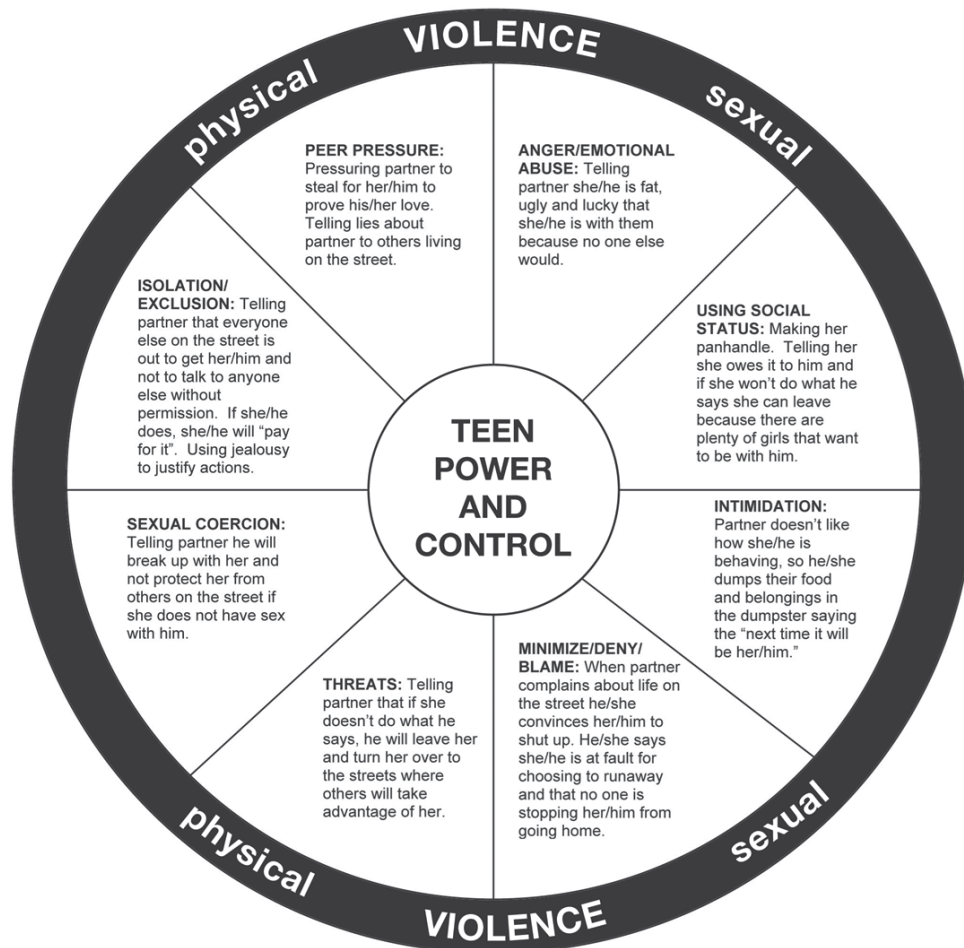 physical VIOLENCE sexual
PEER PRESSURE:
Pressuring partner to
steal for her/him to
prove his/her love.
Telling lies about
partner to others living
on the street.
ANGER/EMOTIONAL
ABUSE: Telling
partner she/he is fat,
ugly and lucky that
she/he is with them
because no one else
would.
ISOLATION/
EXCLUSION: Telling
partner that everyone
else on the street is
out to get her/him and
not to talk to anyone
else without
permission. If she/he
does, she/he will “pay
for it”. Using jealousy
to justify actions.
USING SOCIAL
STATUS: Making her
panhandle. Telling her
she owes it to him and
if she won’t do what he
says she can leave
because there are
plenty of girls that want
to be with him.
TEEN
POWER
AND
CONTROL
SEXUAL COERCION:
Telling partner he will
break up with her and
not protect her from
others on the street if
she does not have sex
with him.
INTIMIDATION:
Partner doesn’t like
how she/he is
behaving, so he/she
dumps their food
and belongings in
the dumpster saying
the “next time it will
be her/him.”
THREATS: Telling
partner that if she
doesn’t do what he
says, he will leave her
and turn her over to
the streets where
others will take
advantage of her.
MINIMIZE/DENY/
BLAME: When partner
complains about life on
the street he/she
convinces her/him to
shut up. He/she says
she/he is at fault for
choosing to runaway
and that no one is
stopping her/him from
going home.
physical VIOLENCE sexual